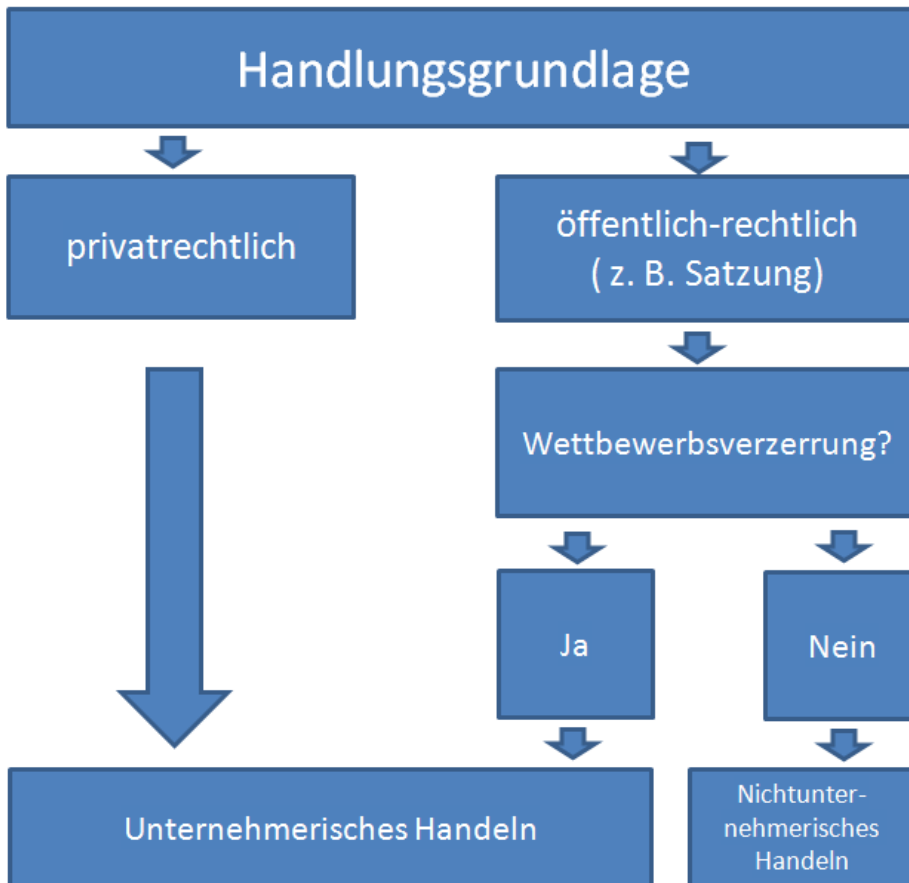 Handlungsgrundlage
privatrechtlich
öffentlich-rechtlich
( z. B. Satzung)
Wettbewerbsverzerrung?
Ja
Nein
Unternehmerisches Handeln
Nichtunter-
nehmerisches
Handeln